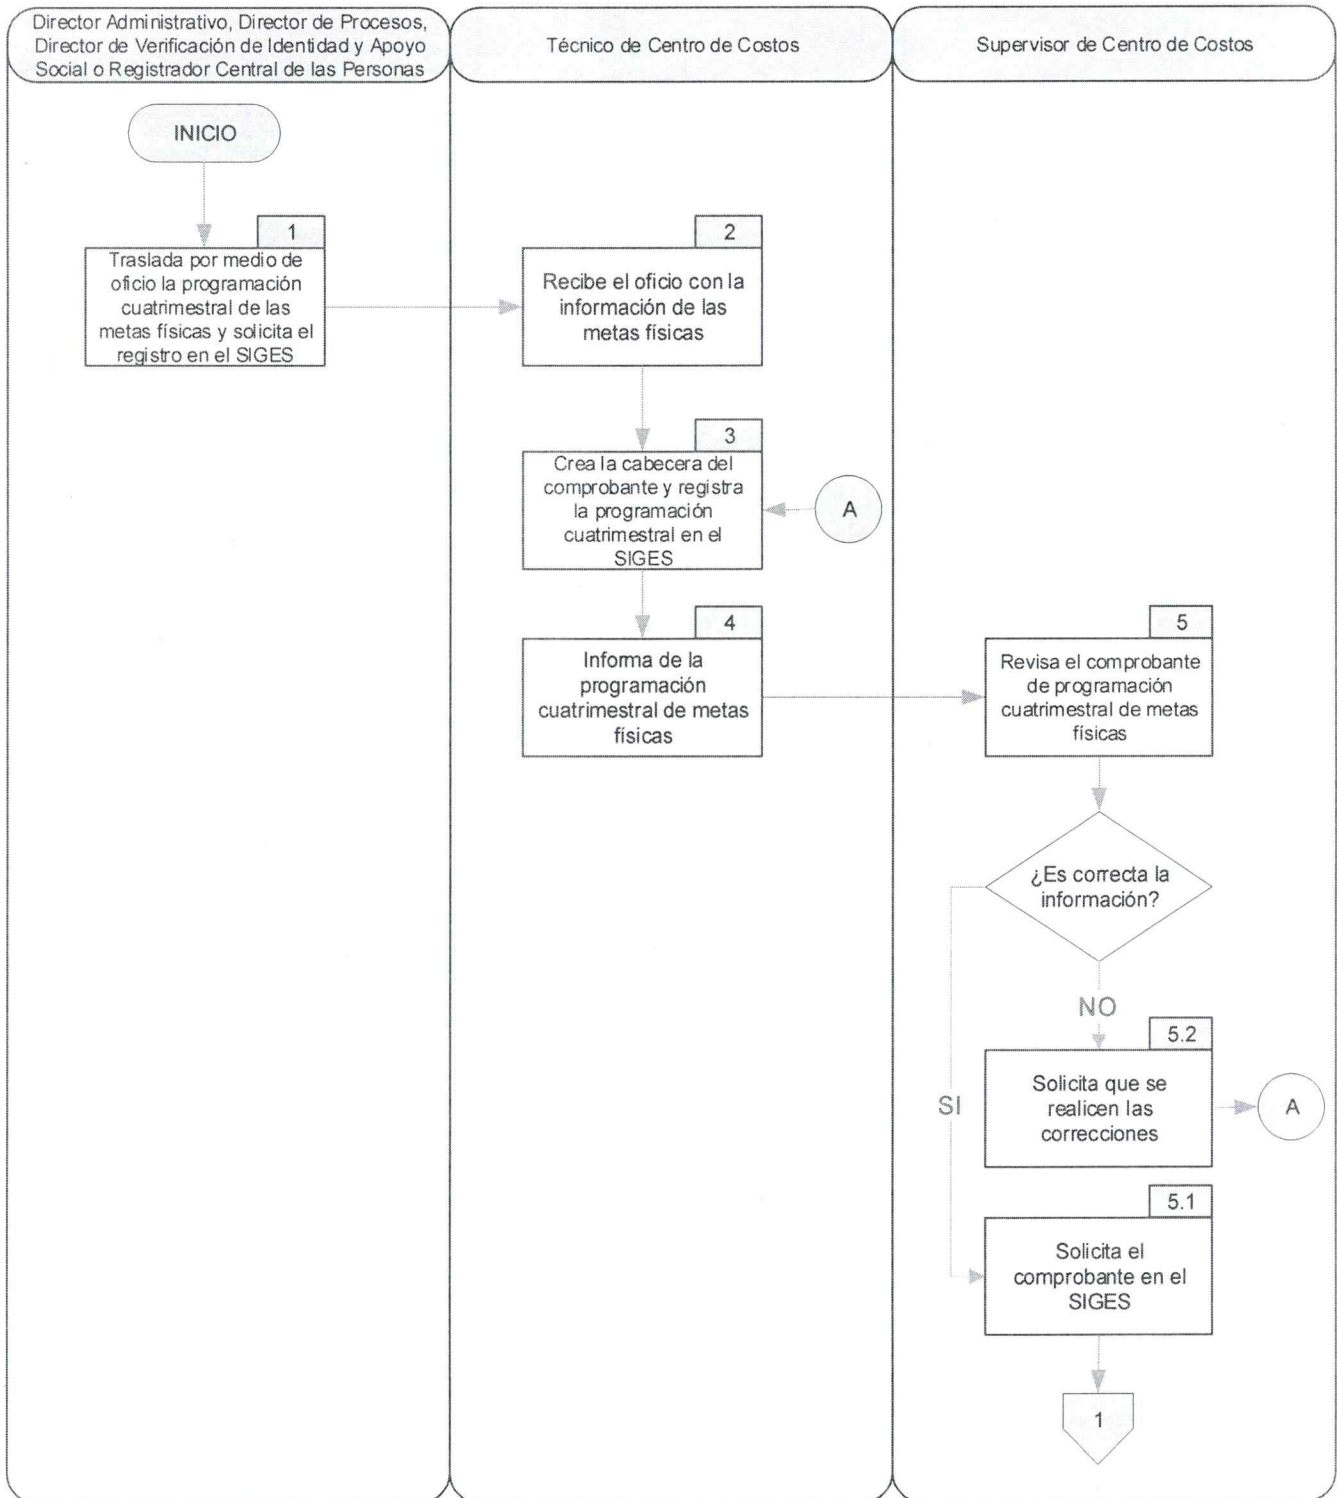 Director Administrativo, Director de Procesos,
Director de Verificación de Identidad y Apoyo
Social o Registrador Central de las Personas
Técnico de Centro de Costos
Supervisor de Centro de Costos
INICIO
1
Traslada por medio de
oficio la programación
cuatrimestral de las
metas físicas y solicita el
registro en el SIGES
2
Recibe el oficio con la
información de las
metas físicas
3
Crea la cabecera del
comprobante y registra
la programación
cuatrimestral en el
SIGES
A
4
Informa de la
programación
cuatrimestral de metas
físicas
5
Revisa el comprobante
de programación
cuatrimestral de metas
físicas
¿Es correcta la
información?
NO
5.2
Solicita que se
realicen las
correcciones
A
SI
5.1
Solicita el
comprobante en el
SIGES
1